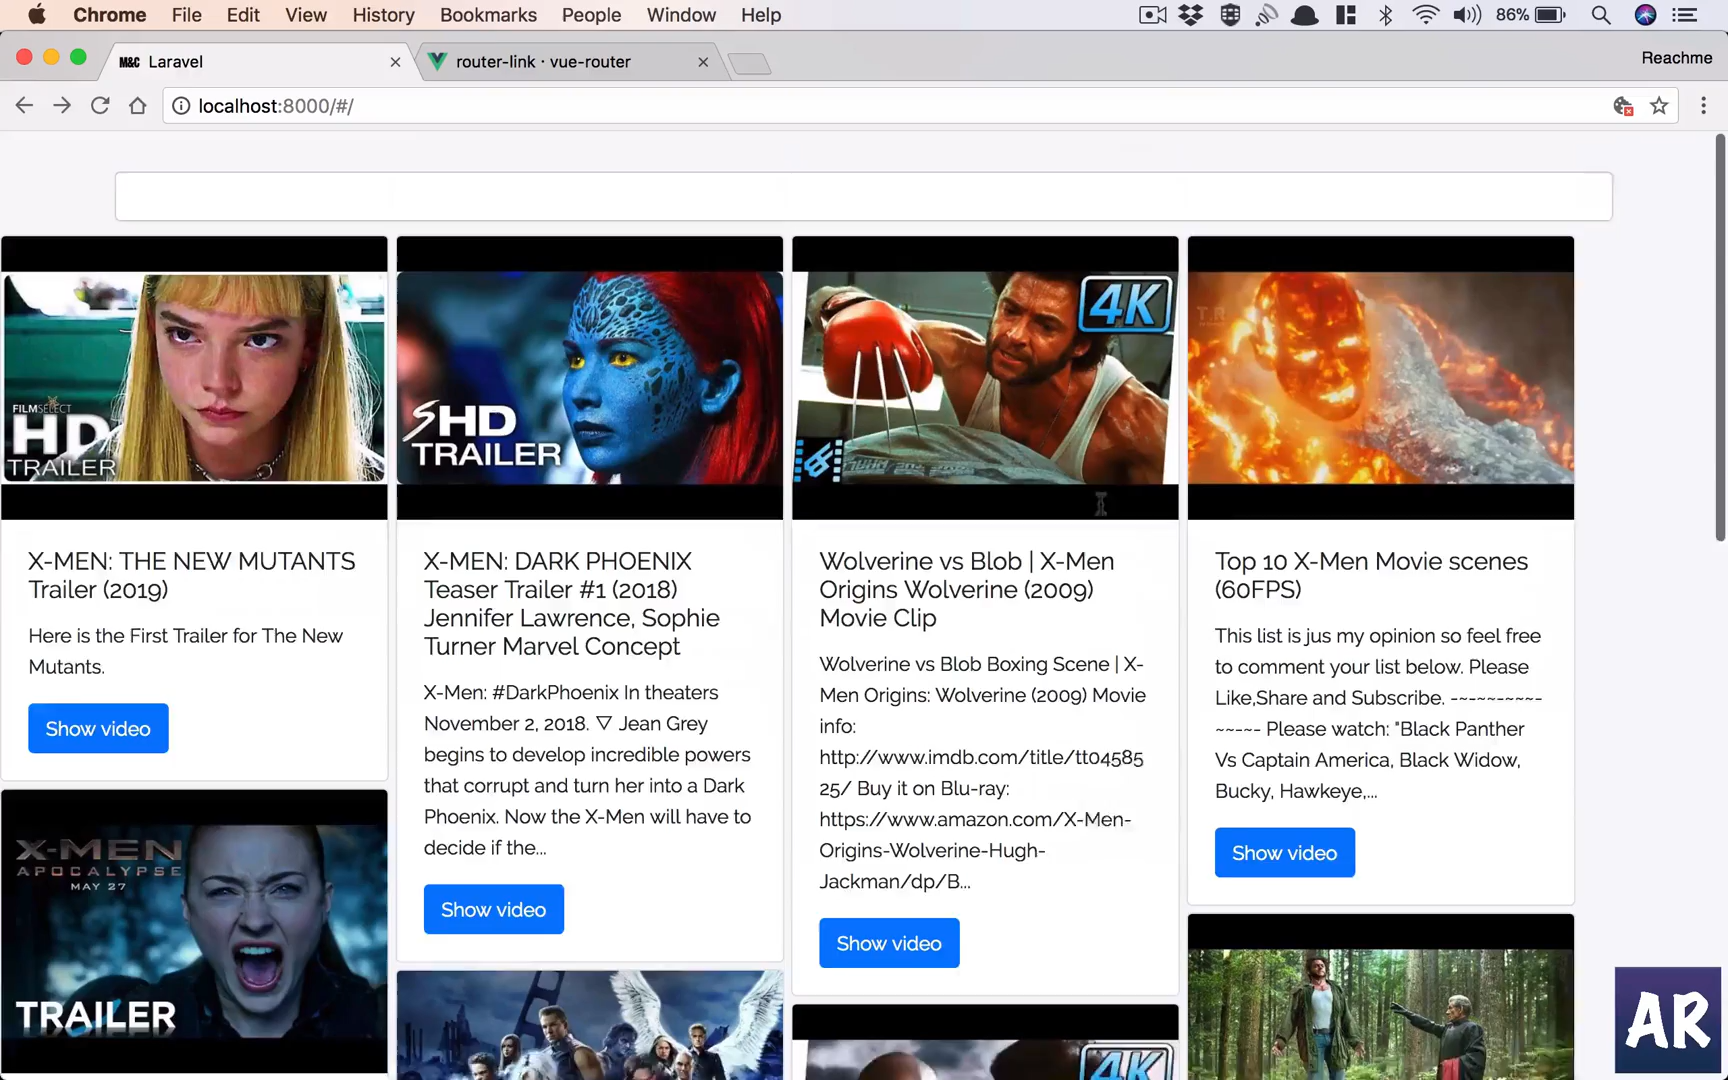 Chrome File Edit View History Bookmarks People Window Help 86%
M&C Laravel router-link · vue-router Reachme
localhost:8000/#/
FILMSELECT
HD
TRAILER
HD
TRAILER
4K
T.R
X-MEN: THE NEW MUTANTS
Trailer (2019)
Here is the First Trailer for The New
Mutants.
Show video
X-MEN: DARK PHOENIX
Teaser Trailer #1 (2018)
Jennifer Lawrence, Sophie
Turner Marvel Concept
X-Men: #DarkPhoenix In theaters
November 2, 2018. ▽ Jean Grey
begins to develop incredible powers
that corrupt and turn her into a Dark
Phoenix. Now the X-Men will have to
decide if the...
Show video
Wolverine vs Blob | X-Men
Origins Wolverine (2009)
Movie Clip
Wolverine vs Blob Boxing Scene | X-
Men Origins: Wolverine (2009) Movie
info:
http://www.imdb.com/title/tt04585
25/ Buy it on Blu-ray:
https://www.amazon.com/X-Men-
Origins-Wolverine-Hugh-
Jackman/dp/B...
Show video
Top 10 X-Men Movie scenes
(60FPS)
This list is jus my opinion so feel free
to comment your list below. Please
Like,Share and Subscribe. -~-~~-~~~-
~~-~- Please watch: "Black Panther
Vs Captain America, Black Widow,
Bucky, Hawkeye,...
Show video
X-MEN
APOCALYPSE
MAY 27
TRAILER
4K
AR